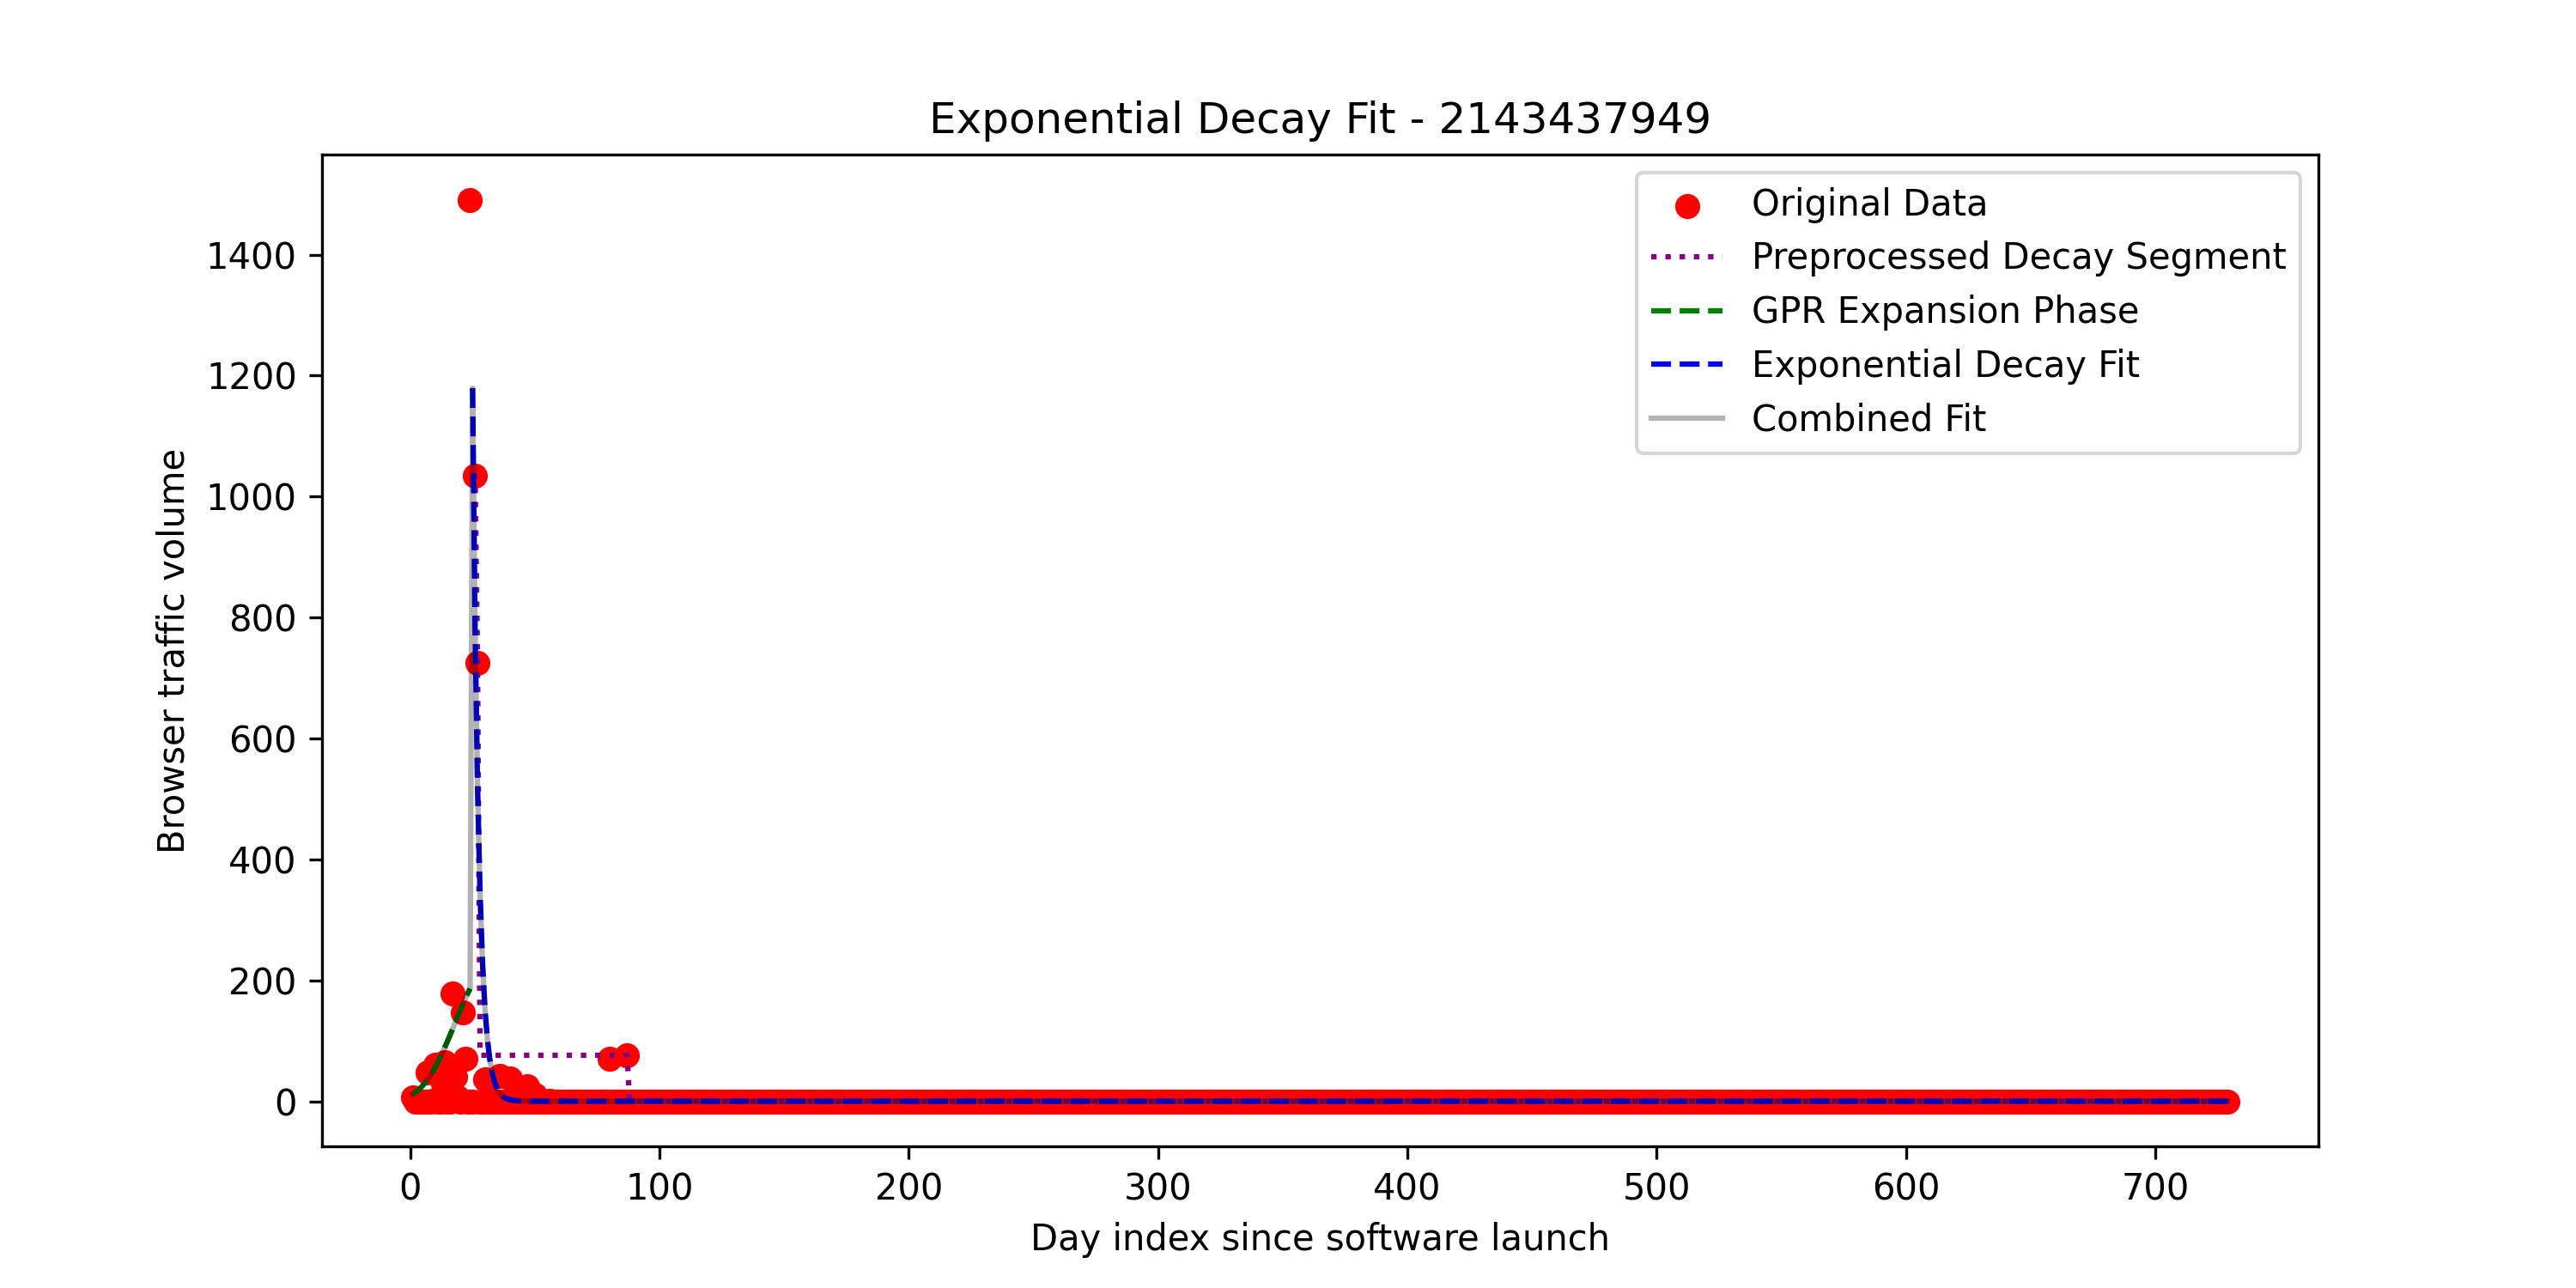 Exponential Decay Fit - 2143437949
Original Data
Preprocessed Decay Segment
GPR Expansion Phase
Exponential Decay Fit
Combined Fit
Browser traffic volume
1400
1200
1000
800
600
400
200
0
0 100 200 300 400 500 600 700
Day index since software launch